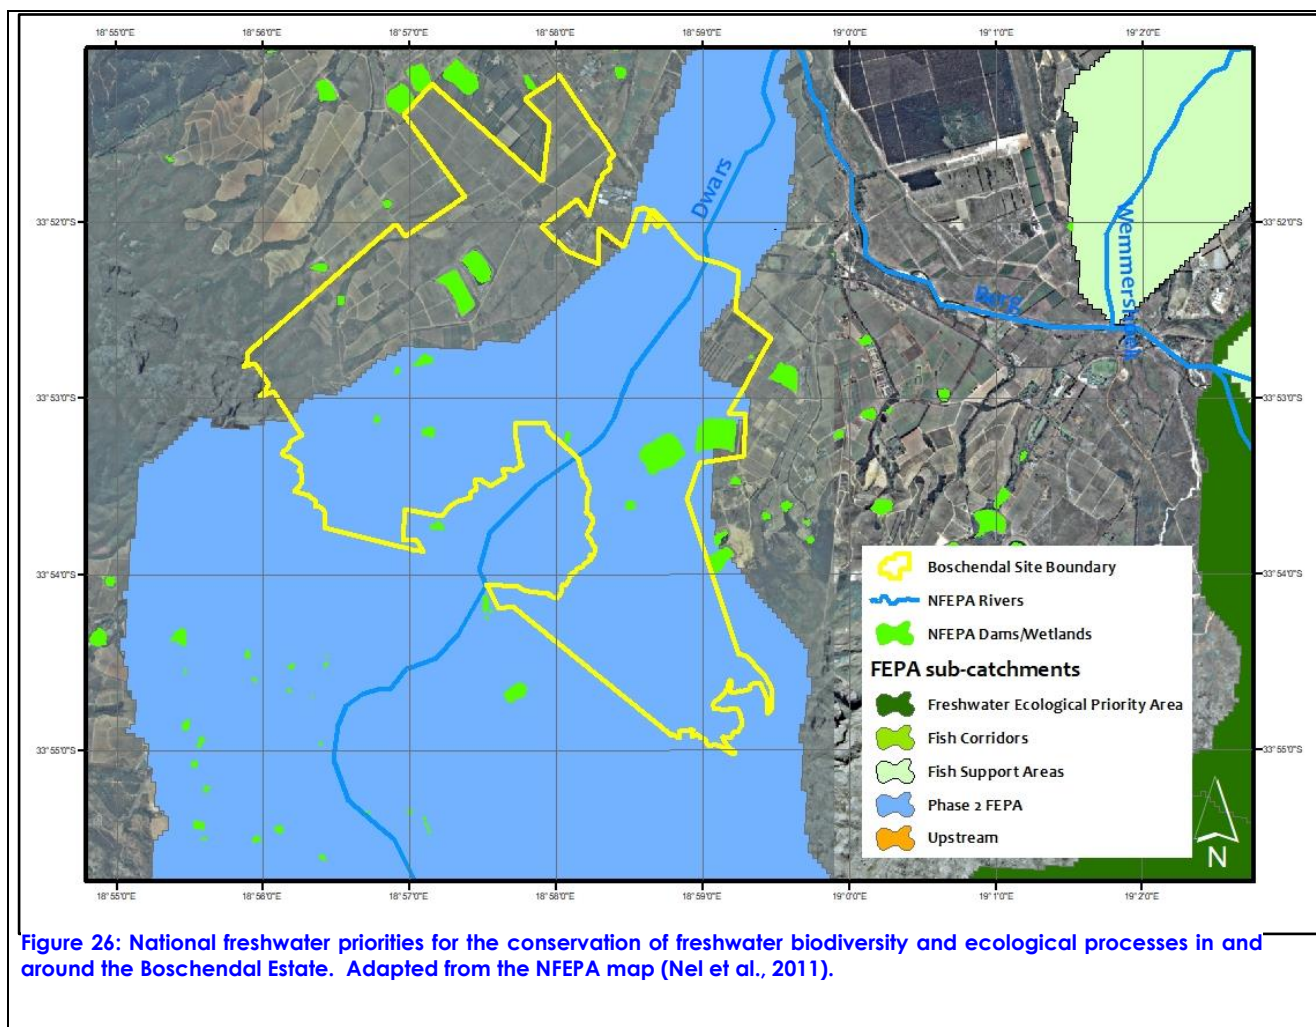 18°55'0"E 18°56'0"E 18°57'0"E 18°58'0"E 18°59'0"E 19°0'0"E 19°1'0"E 19°2'0"E
Dwars
33°52'0"S 33°52'0"S
Wemmershoek
Berg
33°53'0"S 33°53'0"S
33°54'0"S 33°54'0"S
Boschendal Site Boundary
NFEPA Rivers
NFEPA Dams/Wetlands
FEPA sub-catchments
Freshwater Ecological Priority Area
Fish Corridors
33°55'0"S 33°55'0"S
Fish Support Areas
Phase 2 FEPA
Upstream
N
18°55'0"E 18°56'0"E 18°57'0"E 18°58'0"E 18°59'0"E 19°0'0"E 19°1'0"E 19°2'0"E
Figure 26: National freshwater priorities for the conservation of freshwater biodiversity and ecological processes in and
around the Boschendal Estate. Adapted from the NFEPA map (Nel et al., 2011).